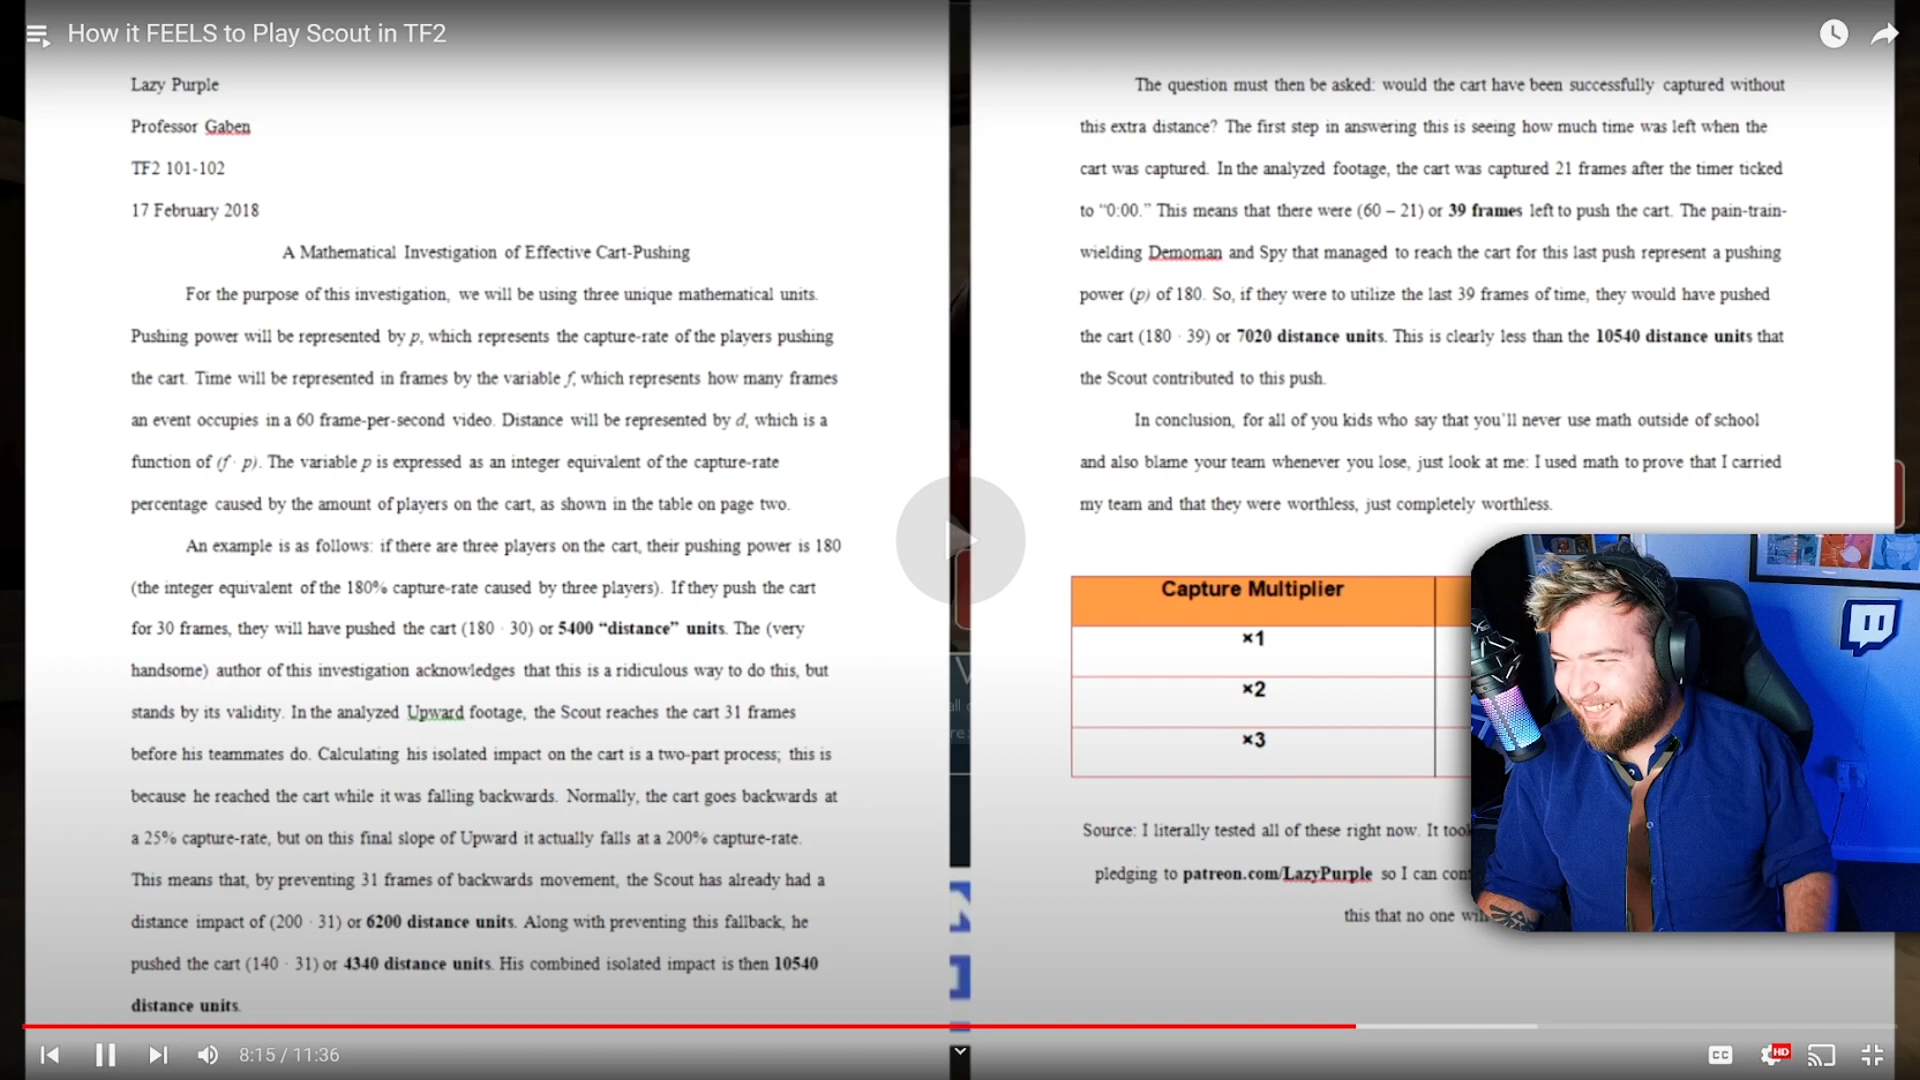 How it FEELS to Play Scout in TF2
Lazy Purple
Professor Gaben
TF2 101-102
17 February 2018
A Mathematical Investigation of Effective Cart-Pushing
For the purpose of this investigation, we will be using three unique mathematical units.
Pushing power will be represented by p, which represents the capture-rate of the players pushing
the cart. Time will be represented in frames by the variable f, which represents how many frames
an event occupies in a 60 frame-per-second video. Distance will be represented by d, which is a
function of (f · p). The variable p is expressed as an integer equivalent of the capture-rate
percentage caused by the amount of players on the cart, as shown in the table on page two.
An example is as follows: if there are three players on the cart, their pushing power is 180
(the integer equivalent of the 180% capture-rate caused by three players). If they push the cart
for 30 frames, they will have pushed the cart (180 · 30) or 5400 “distance” units. The (very
handsome) author of this investigation acknowledges that this is a ridiculous way to do this, but
stands by its validity. In the analyzed Upward footage, the Scout reaches the cart 31 frames
before his teammates do. Calculating his isolated impact on the cart is a two-part process; this is
because he reached the cart while it was falling backwards. Normally, the cart goes backwards at
a 25% capture-rate, but on this final slope of Upward it actually falls at a 200% capture-rate.
This means that, by preventing 31 frames of backwards movement, the Scout has already had a
distance impact of (200 · 31) or 6200 distance units. Along with preventing this fallback, he
pushed the cart (140 · 31) or 4340 distance units. His combined isolated impact is then 10540
distance units.
The question must then be asked: would the cart have been successfully captured without
this extra distance? The first step in answering this is seeing how much time was left when the
cart was captured. In the analyzed footage, the cart was captured 21 frames after the timer ticked
to “0:00.” This means that there were (60 – 21) or 39 frames left to push the cart. The pain-train-
wielding Demoman and Spy that managed to reach the cart for this last push represent a pushing
power (p) of 180. So, if they were to utilize the last 39 frames of time, they would have pushed
the cart (180 · 39) or 7020 distance units. This is clearly less than the 10540 distance units that
the Scout contributed to this push.
In conclusion, for all of you kids who say that you’ll never use math outside of school
and also blame your team whenever you lose, just look at me: I used math to prove that I carried
my team and that they were worthless, just completely worthless.
Capture Multiplier
×1
×2
×3
Source: I literally tested all of these right now. It took
pledging to patreon.com/LazyPurple so I can
this that no one
8:15 / 11:36
CC
HD